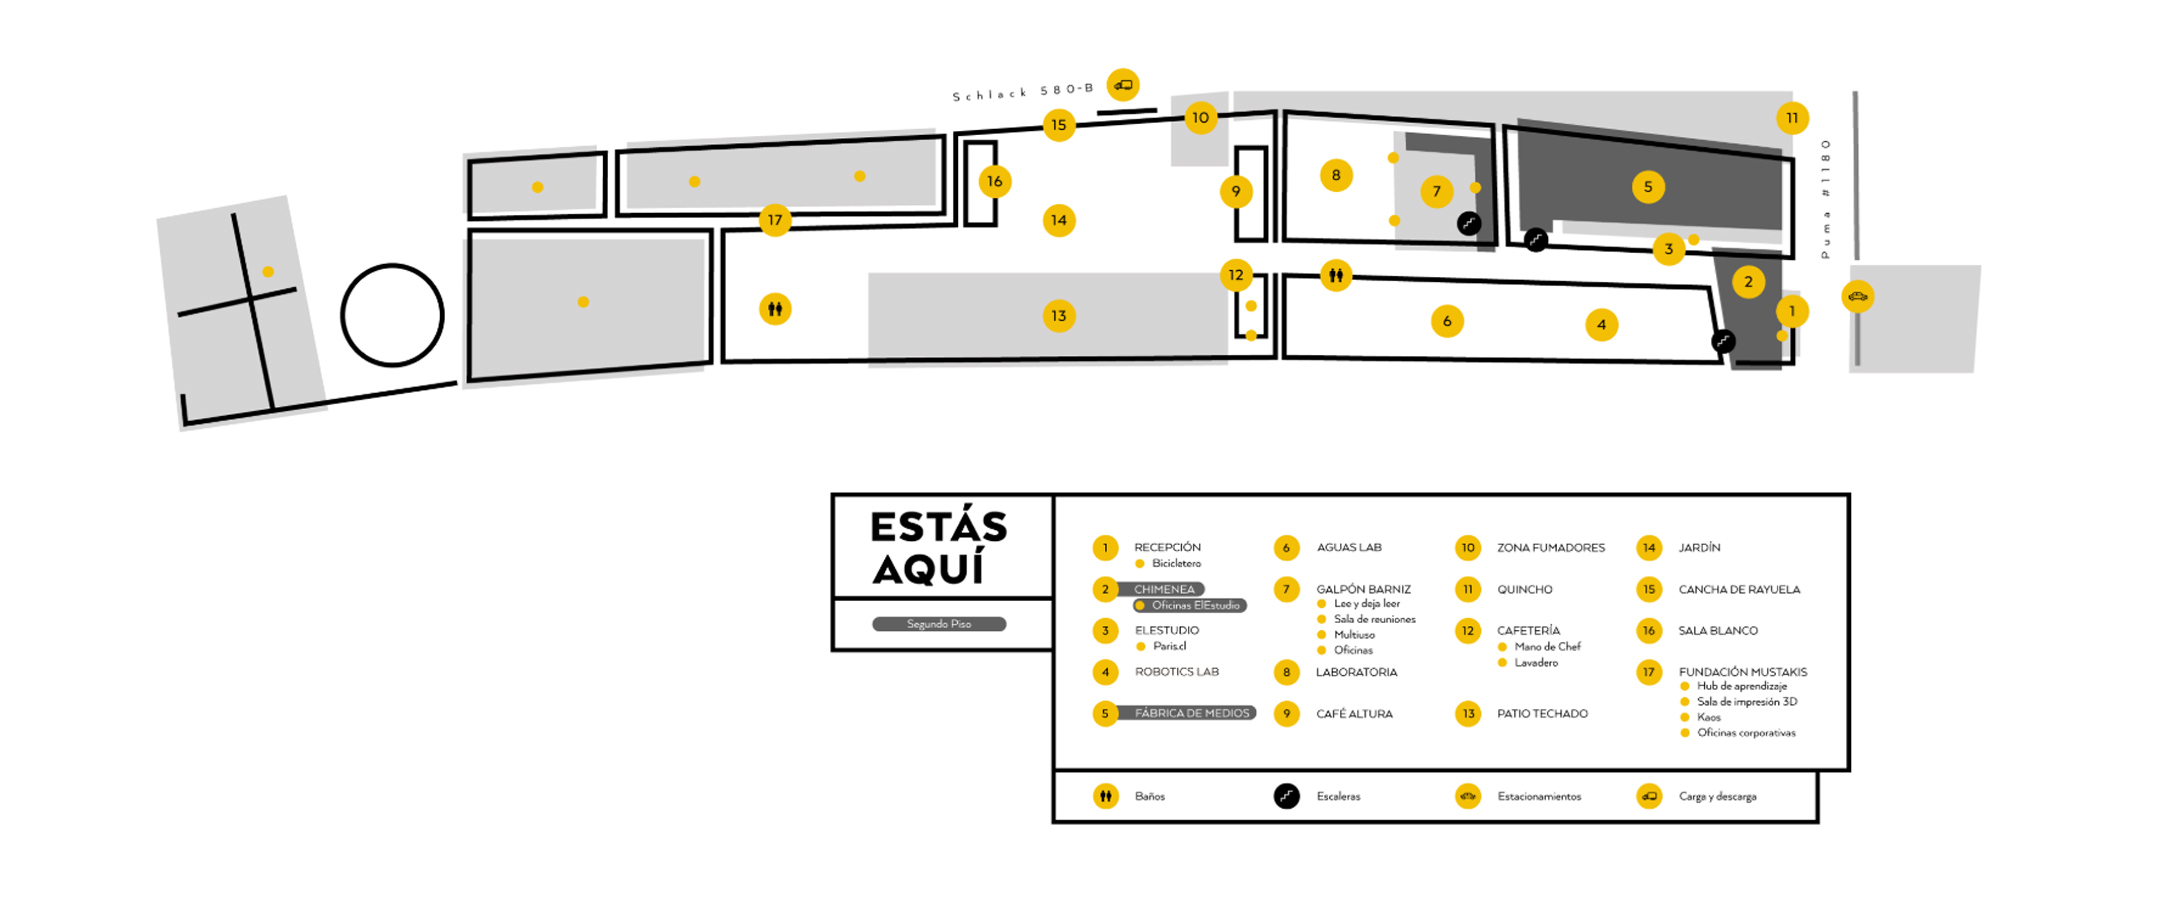 Schlack 580-B
15
10
11
16
8
7
5
9
17
14
3
12
2
13
6
4
1
Puma #1180
ESTÁS
AQUÍ
Segundo Piso
1 RECEPCIÓN
Bicicletero
2 CHIMENEA
Oficinas ElEstudio
3 ELESTUDIO
Paris.cl
4 ROBOTICS LAB
5 FÁBRICA DE MEDIOS
6 AGUAS LAB
7 GALPÓN BARNIZ
Lee y deja leer
Sala de reuniones
Multiuso
Oficinas
8 LABORATORIA
9 CAFÉ ALTURA
10 ZONA FUMADORES
11 QUINCHO
12 CAFETERÍA
Mano de Chef
Lavadero
13 PATIO TECHADO
14 JARDÍN
15 CANCHA DE RAYUELA
16 SALA BLANCO
17 FUNDACIÓN MUSTAKIS
Hub de aprendizaje
Sala de impresión 3D
Kaos
Oficinas corporativas
Baños
Escaleras
Estacionamientos
Carga y descarga